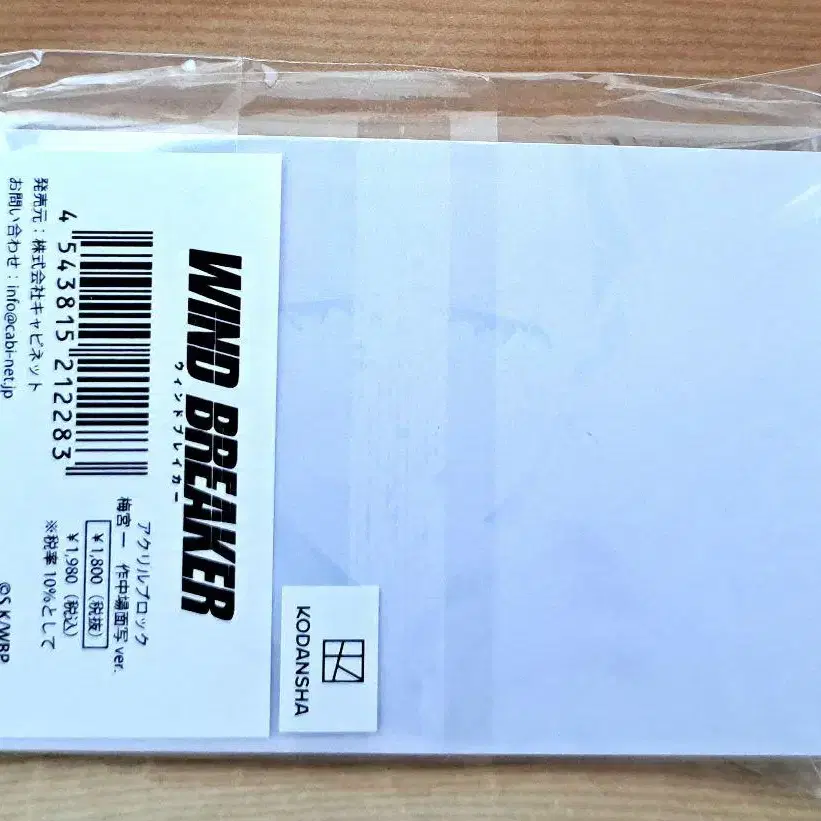 WIND BREAKER
ウィンドブレイカー
アクリルブロック
梅宮 一 作中場面写 ver.
¥1,800（税抜）
¥1,980（税込）
※税率10%として
4 543815 212283
発売元：株式会社キャビネット
お問い合わせ：info@cabi-net.jp
©S,K/WBP
KODANSHA